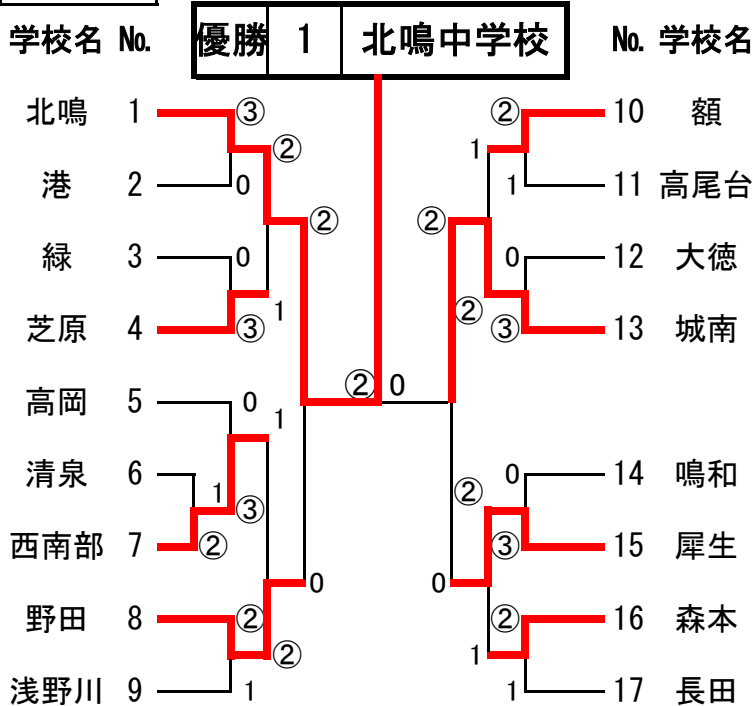 学校名 No. 優勝 1 北鳴中学校 No. 学校名
北鳴 1 ③ ② 10 額
② 1
港 2 0 1 11 高尾台
② ②
緑 3 0 0 12 大徳
1 ②
芝原 4 ③ ③ 13 城南
② 0
高岡 5 0 1
清泉 6 1 ② 0 14 鳴和
③
西南部 7 ② ③ 15 犀生
0 0
野田 8 ② ② 16 森本
② 1
浅野川 9 1 1 17 長田